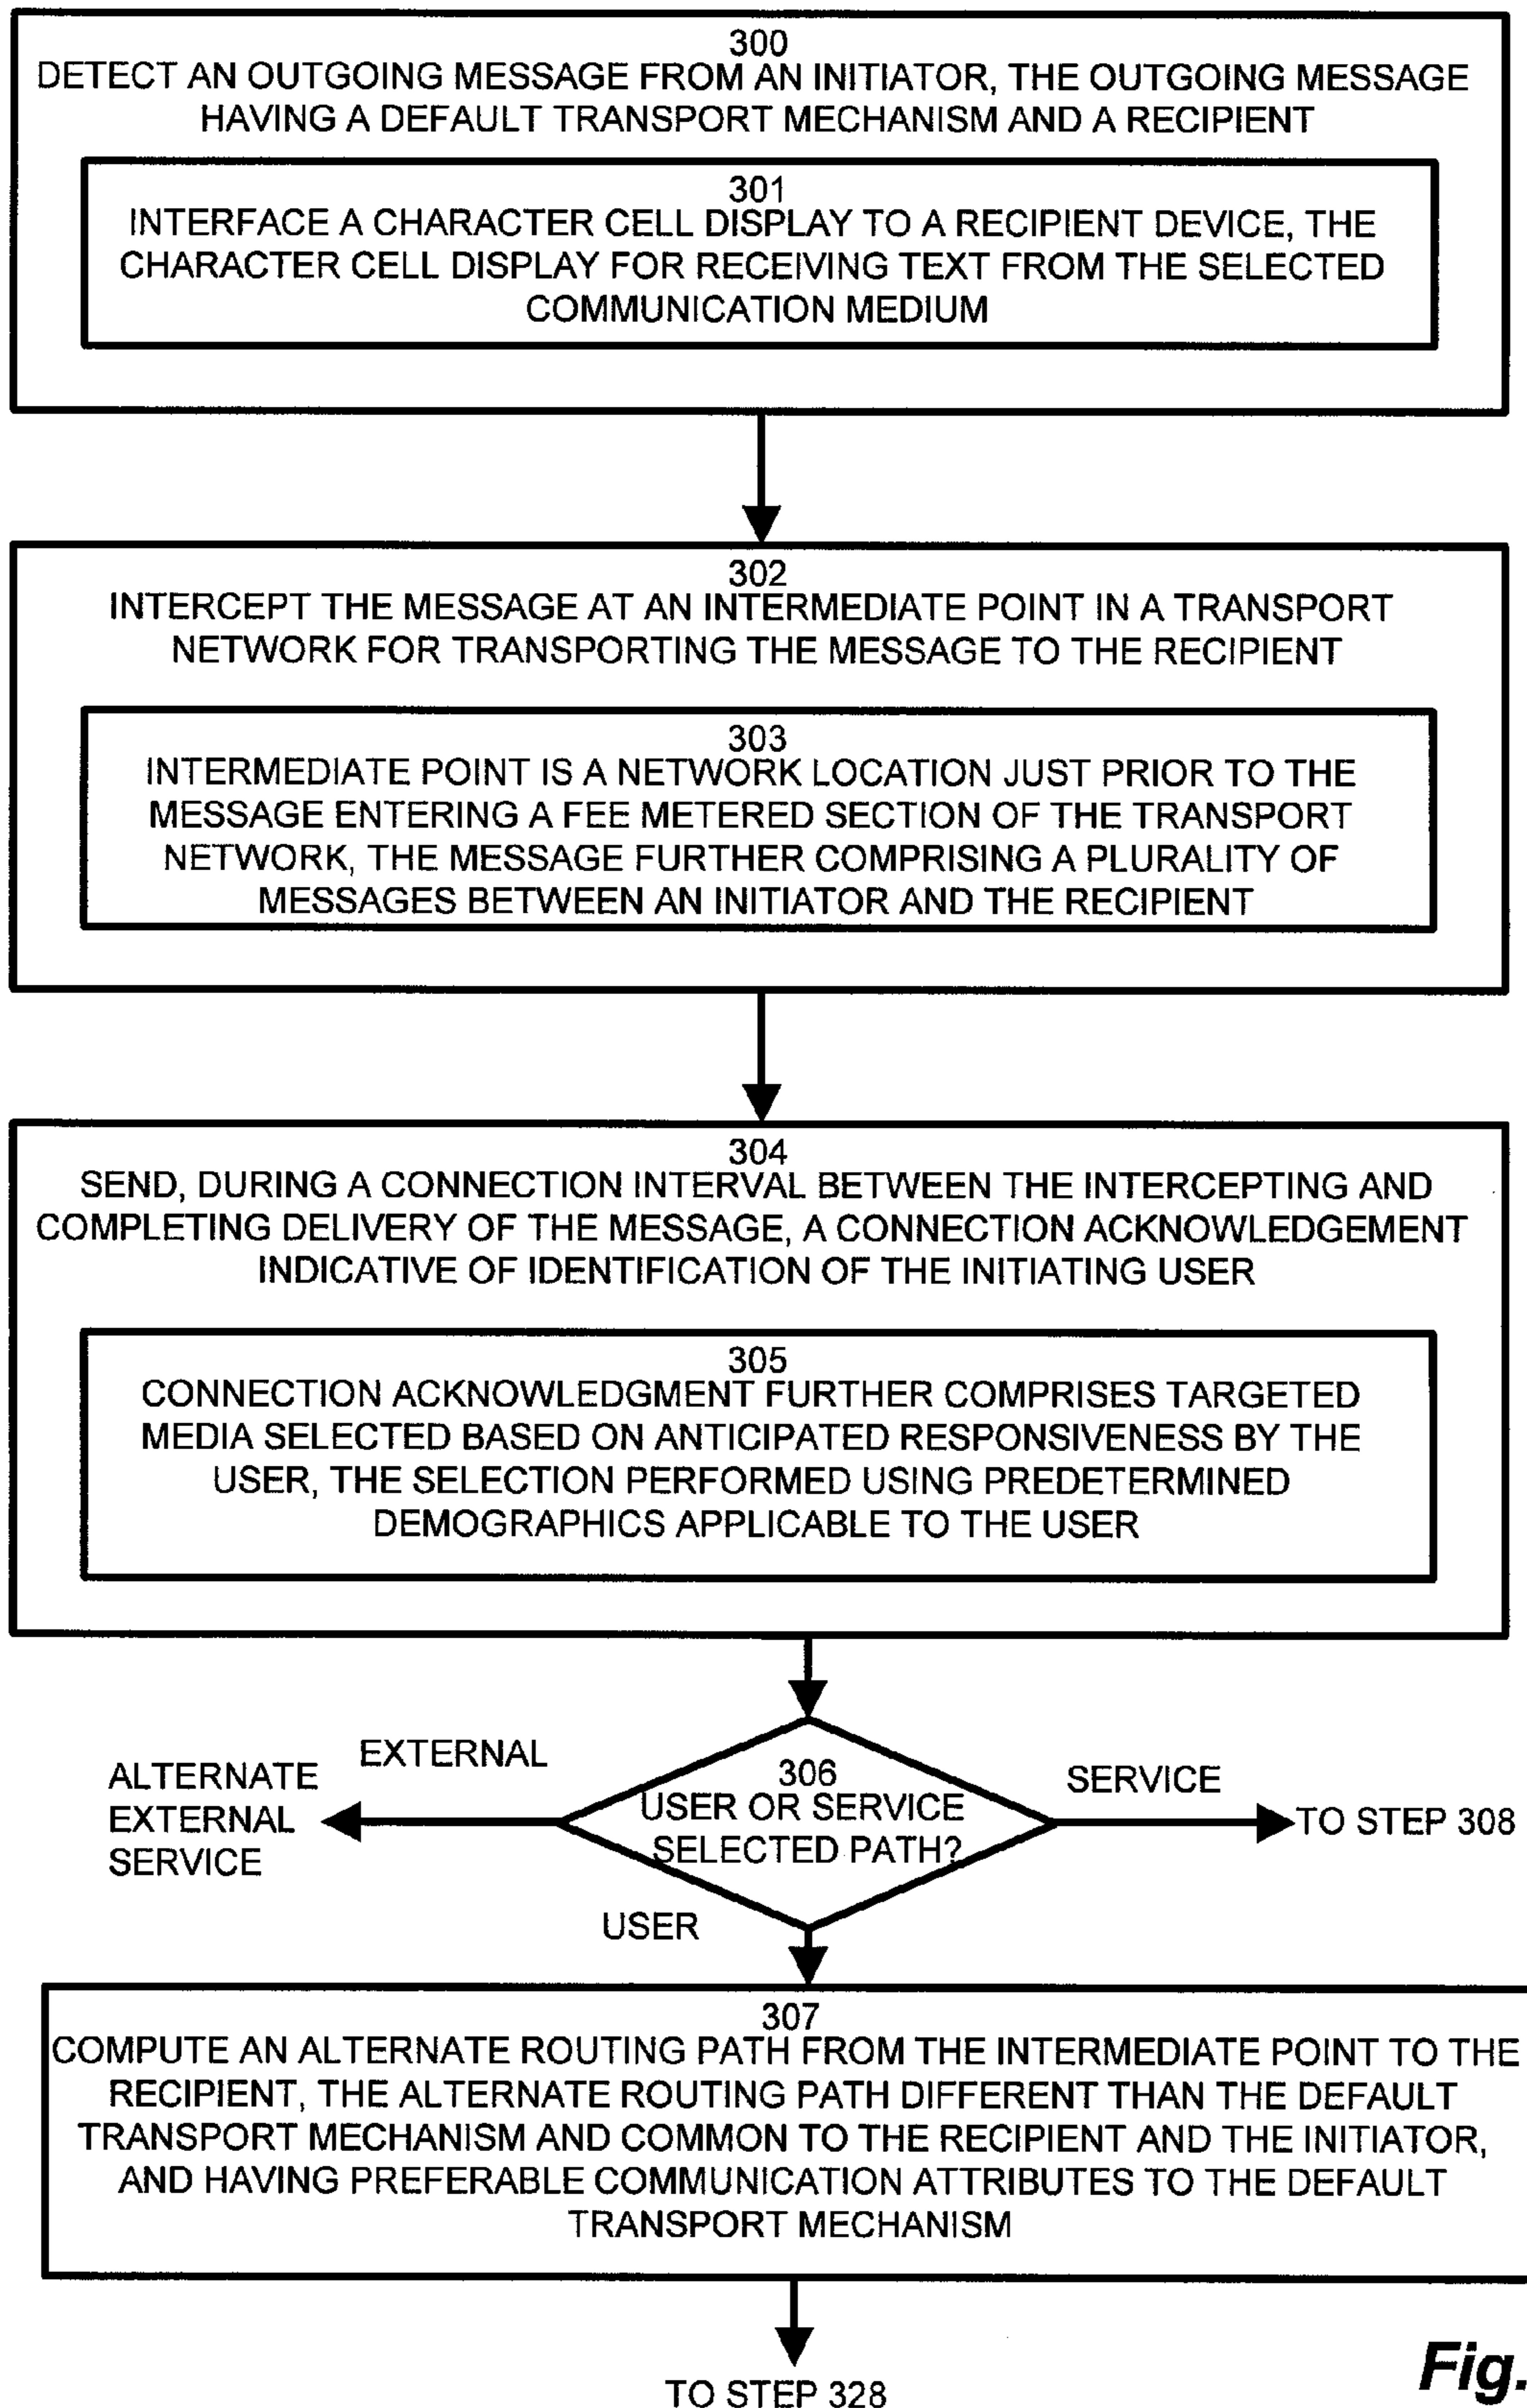 300
DETECT AN OUTGOING MESSAGE FROM AN INITIATOR, THE OUTGOING MESSAGE
HAVING A DEFAULT TRANSPORT MECHANISM AND A RECIPIENT
301
INTERFACE A CHARACTER CELL DISPLAY TO A RECIPIENT DEVICE, THE
CHARACTER CELL DISPLAY FOR RECEIVING TEXT FROM THE SELECTED
COMMUNICATION MEDIUM
302
INTERCEPT THE MESSAGE AT AN INTERMEDIATE POINT IN A TRANSPORT
NETWORK FOR TRANSPORTING THE MESSAGE TO THE RECIPIENT
303
INTERMEDIATE POINT IS A NETWORK LOCATION JUST PRIOR TO THE
MESSAGE ENTERING A FEE METERED SECTION OF THE TRANSPORT
NETWORK, THE MESSAGE FURTHER COMPRISING A PLURALITY OF
MESSAGES BETWEEN AN INITIATOR AND THE RECIPIENT
304
SEND, DURING A CONNECTION INTERVAL BETWEEN THE INTERCEPTING AND
COMPLETING DELIVERY OF THE MESSAGE, A CONNECTION ACKNOWLEDGEMENT
INDICATIVE OF IDENTIFICATION OF THE INITIATING USER
305
CONNECTION ACKNOWLEDGMENT FURTHER COMPRISES TARGETED
MEDIA SELECTED BASED ON ANTICIPATED RESPONSIVENESS BY THE
USER, THE SELECTION PERFORMED USING PREDETERMINED
DEMOGRAPHICS APPLICABLE TO THE USER
EXTERNAL
ALTERNATE
EXTERNAL
SERVICE
306
USER OR SERVICE
SELECTED PATH?
SERVICE
TO STEP 308
USER
307
COMPUTE AN ALTERNATE ROUTING PATH FROM THE INTERMEDIATE POINT TO THE
RECIPIENT, THE ALTERNATE ROUTING PATH DIFFERENT THAN THE DEFAULT
TRANSPORT MECHANISM AND COMMON TO THE RECIPIENT AND THE INITIATOR,
AND HAVING PREFERABLE COMMUNICATION ATTRIBUTES TO THE DEFAULT
TRANSPORT MECHANISM
Fig.
TO STEP 328